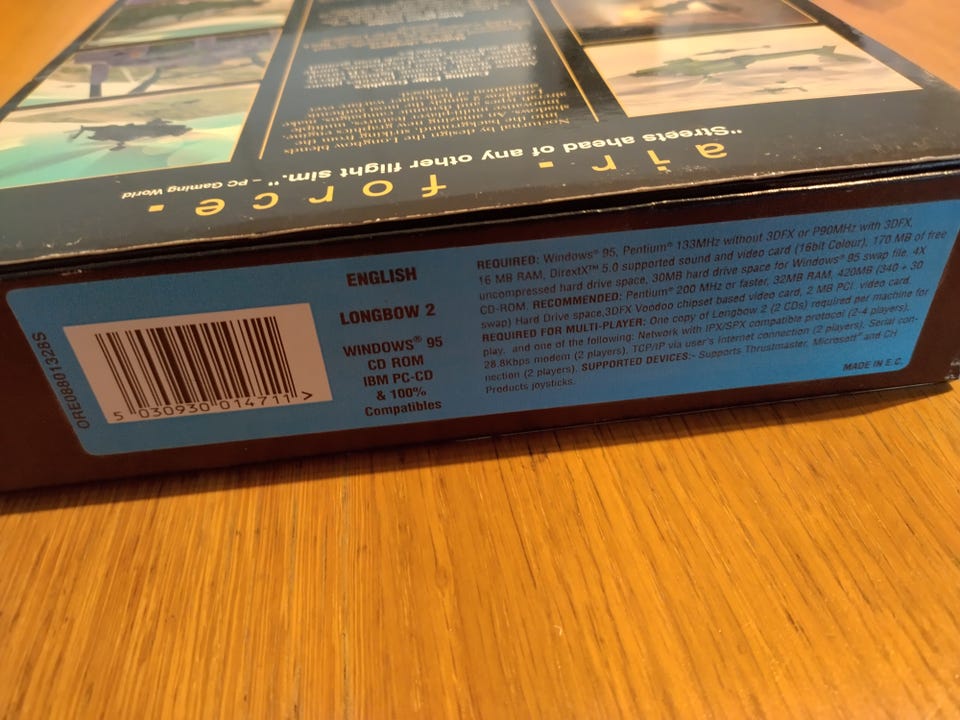 air. force.
"Streets ahead of any other flight sim." – PC Gaming World
ORE08801328S
5 030930 014711 >
ENGLISH
LONGBOW 2
WINDOWS® 95
CD ROM
IBM PC-CD
& 100%
Compatibles
REQUIRED: Windows® 95, Pentium® 133MHz without 3DFX or P90MHz with 3DFX,
16 MB RAM, DirextX™ 5.0 supported sound and video card (16bit Colour), 170 MB of free
uncompressed hard drive space, 30MB hard drive space for Windows® 95 swap file, 4X
CD-ROM. RECOMMENDED: Pentium® 200 MHz or faster, 32MB RAM, 420MB (340 + 30
swap) Hard Drive space,3DFX Voodoo chipset based video card, 2 MB PCI. video card.
REQUIRED FOR MULTI-PLAYER: One copy of Longbow 2 (2 CDs) required per machine for
play, and one of the following: Network with IPX/SPX compatible protocol (2-4 players),
28.8Kbps modem (2 players), TCP/IP via user's Internet connection (2 players), Serial con-
nection (2 players). SUPPORTED DEVICES:- Supports Thrustmaster, Microsoft® and CH
Products joysticks.
MADE IN E.C.